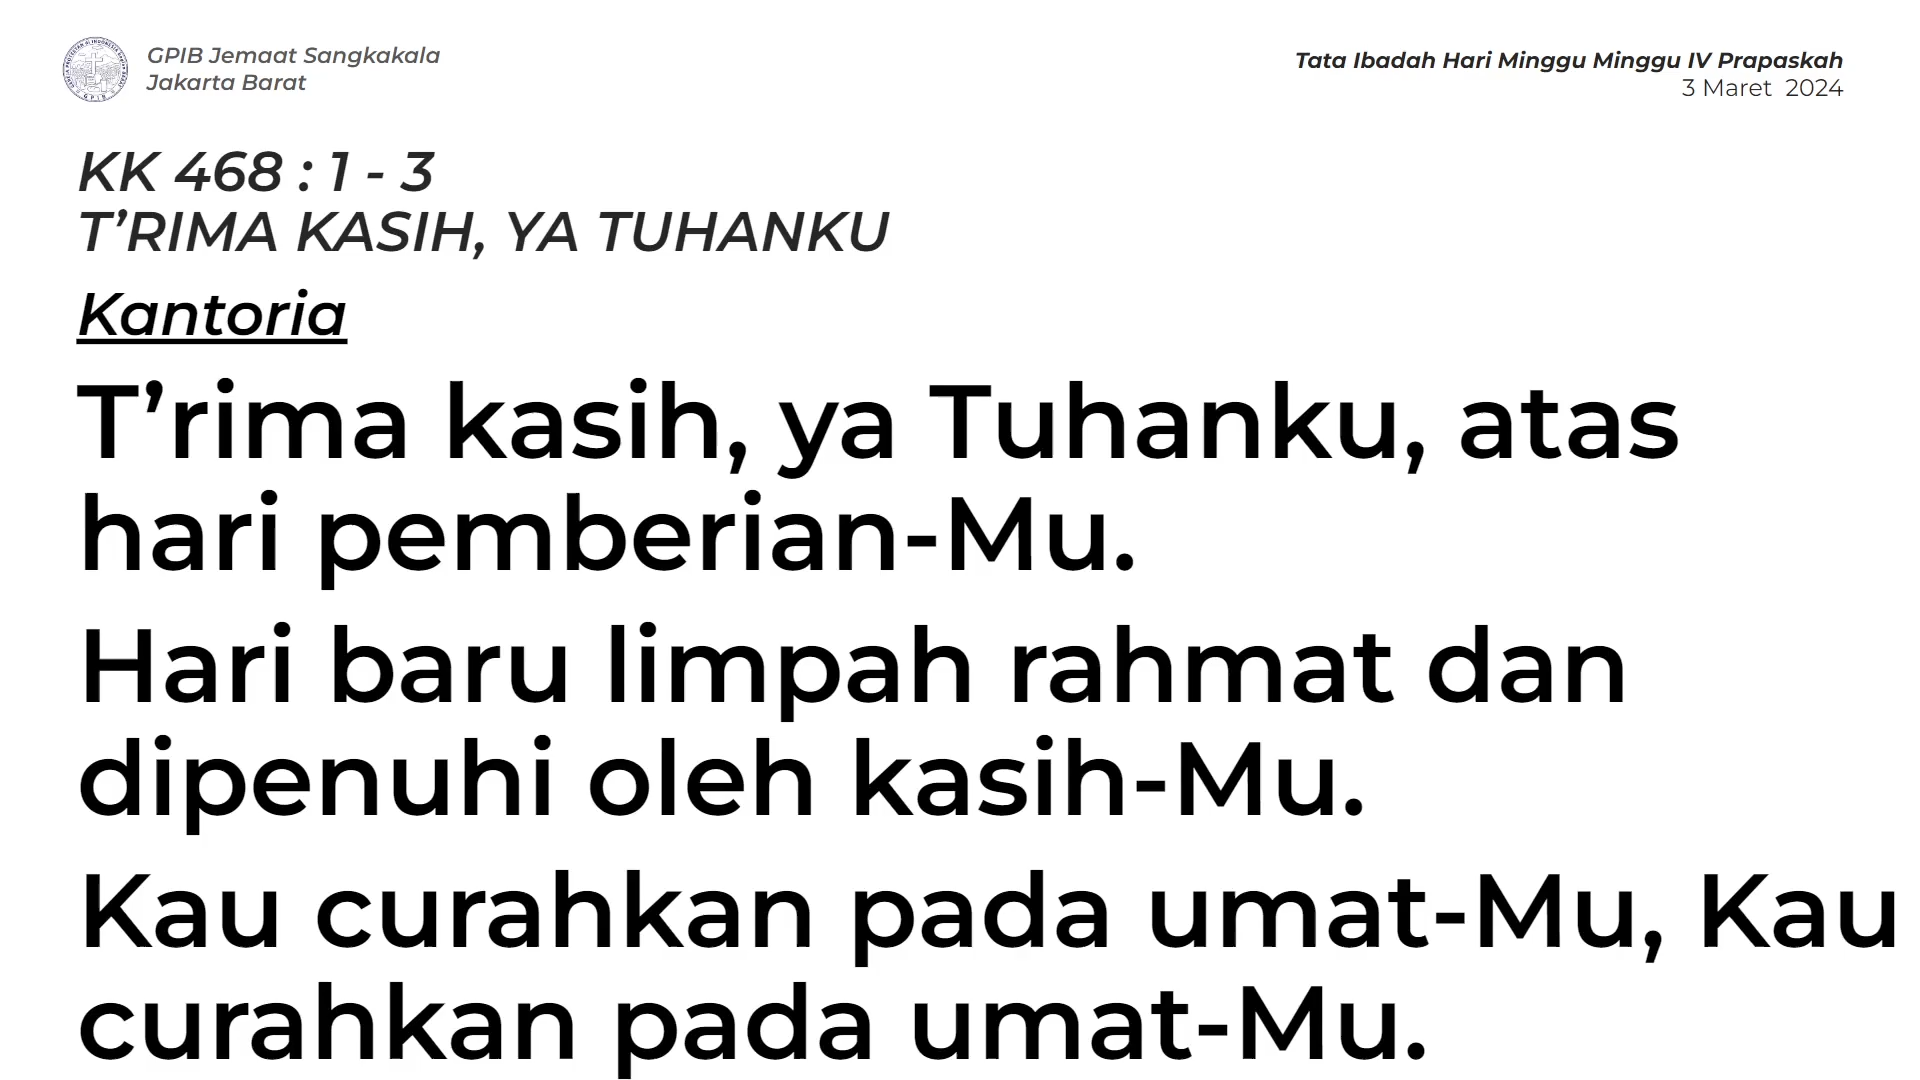 GPIB Jemaat Sangkakala
Jakarta Barat
Tata Ibadah Hari Minggu Minggu IV Prapaskah
3 Maret 2024
KK 468 : 1 - 3
T’RIMA KASIH, YA TUHANKU
Kantoria
T’rima kasih, ya Tuhanku, atas
hari pemberian-Mu.
Hari baru limpah rahmat dan
dipenuhi oleh kasih-Mu.
Kau curahkan pada umat-Mu, Kau
curahkan pada umat-Mu.